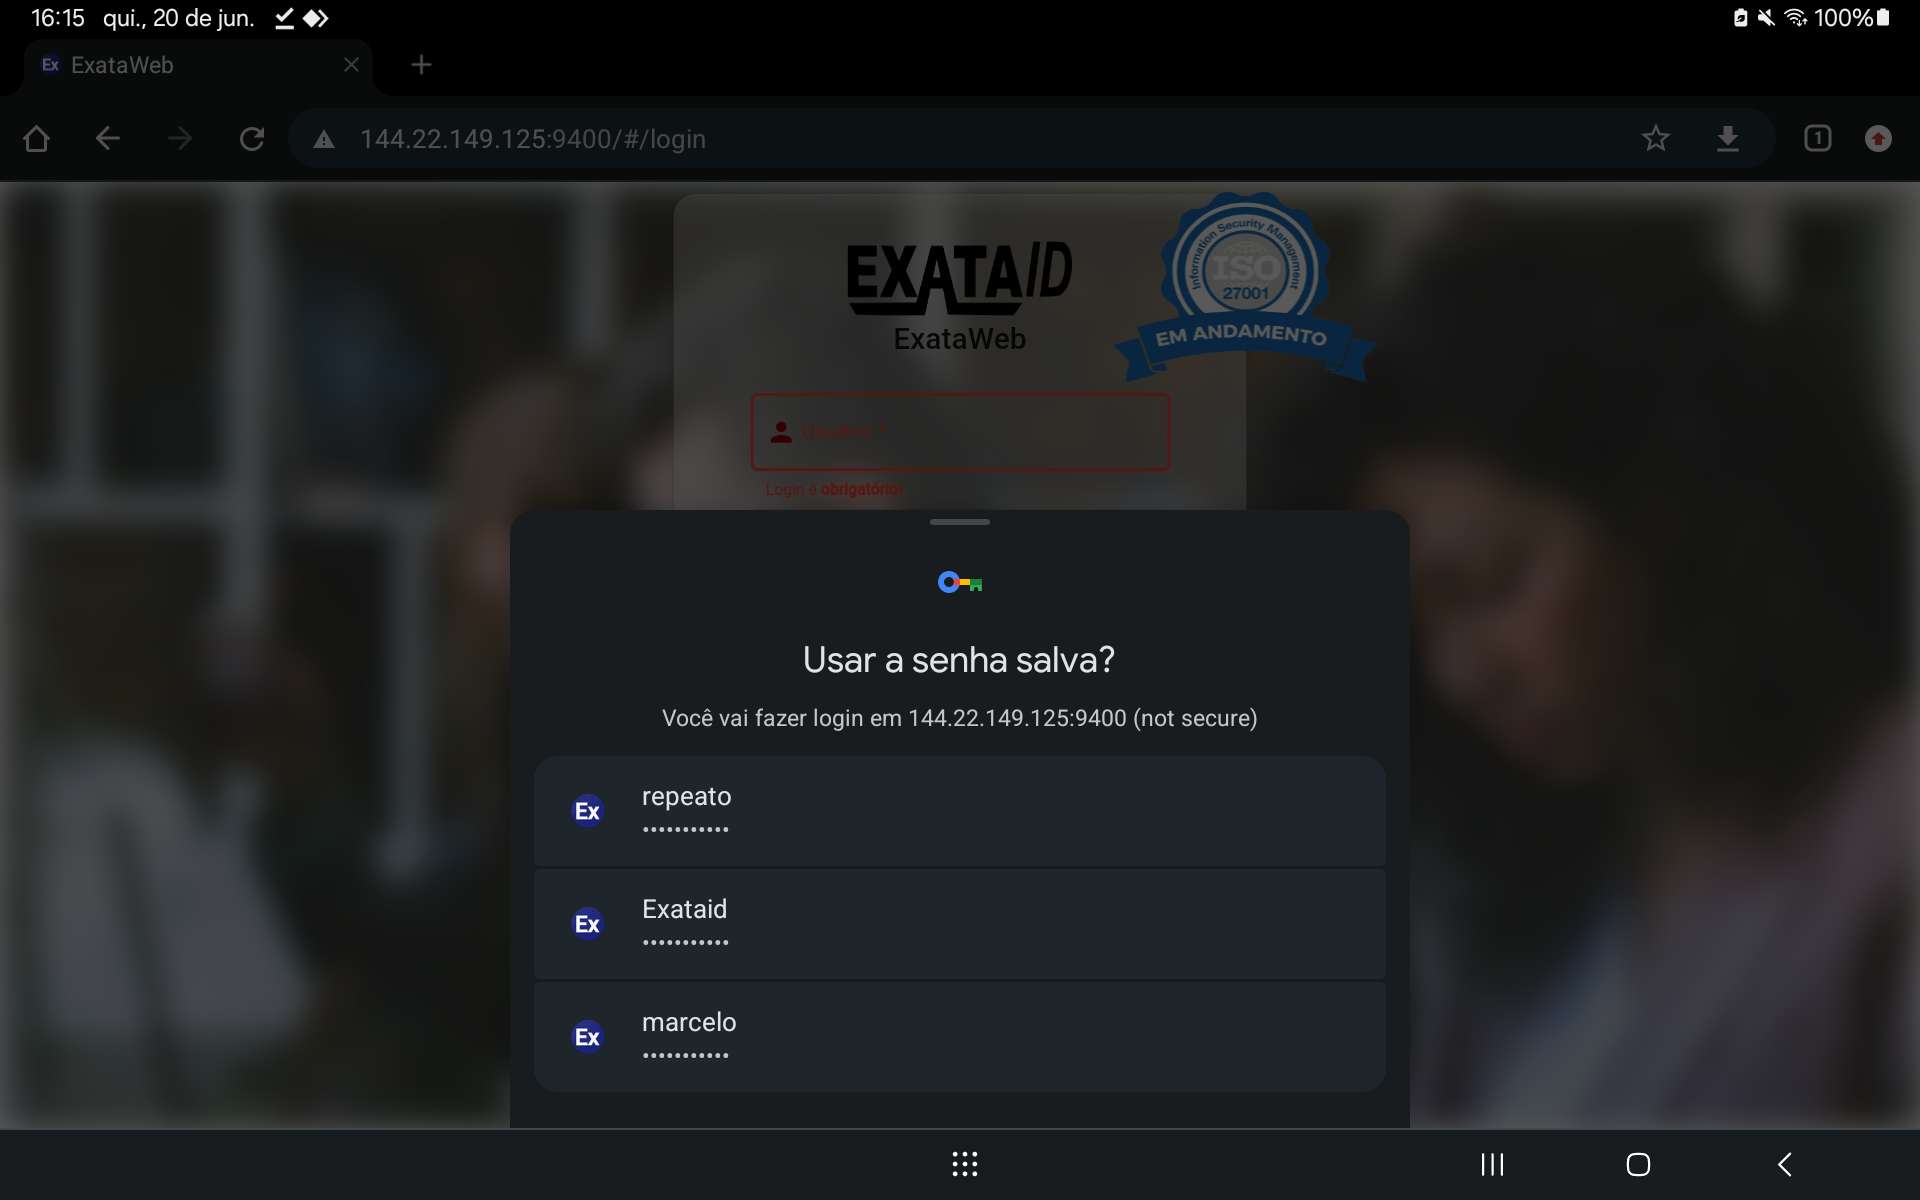 16:15 qui., 20 de jun.
100%
Ex ExataWeb
144.22.149.125:9400/#/login
1
EXATAID
ExataWeb
Information Security Management
ISO
27001
EM ANDAMENTO
Usuário *
Login é obrigatório!
Usar a senha salva?
Você vai fazer login em 144.22.149.125:9400 (not secure)
Ex
repeato
•••••••••••
Ex
Exataid
•••••••••••
Ex
marcelo
•••••••••••